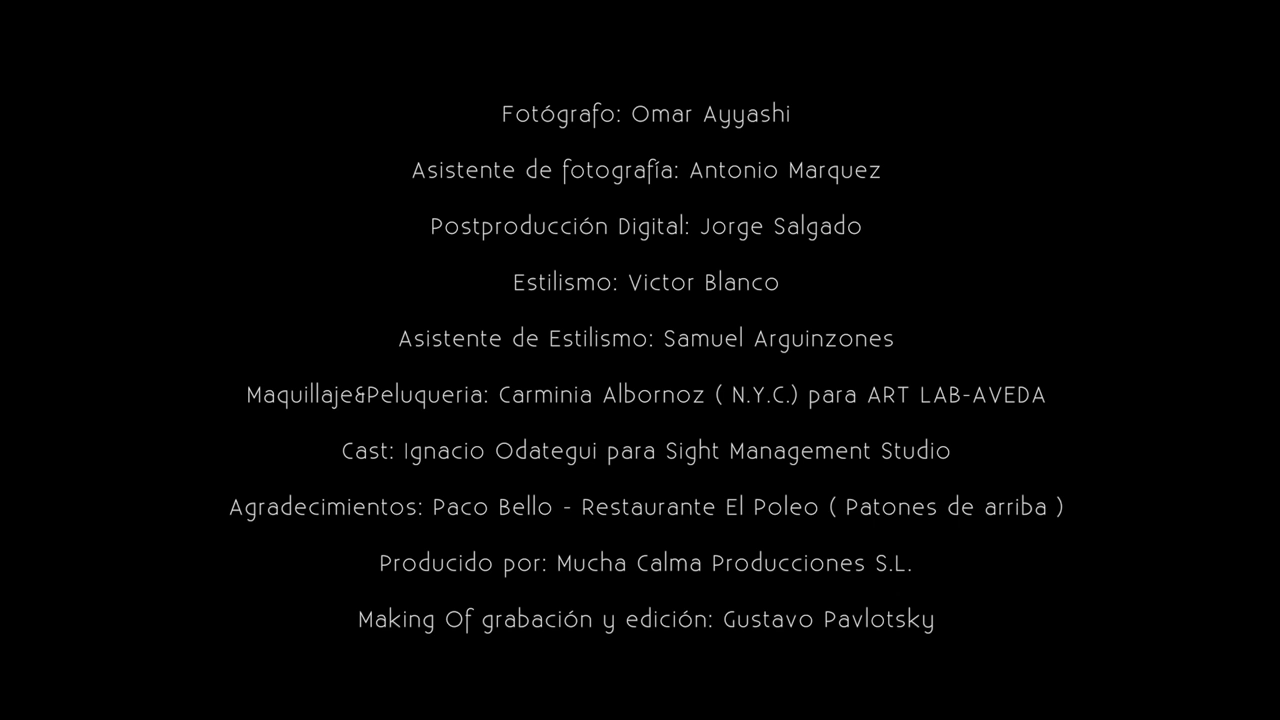 Fotógrafo: Omar Ayyashi
Asistente de fotografía: Antonio Marquez
Postproducción Digital: Jorge Salgado
Estilismo: Victor Blanco
Asistente de Estilismo: Samuel Arguinzones
Maquillaje&Peluqueria: Carminia Albornoz ( N.Y.C.) para ART LAB-AVEDA
Cast: Ignacio Odategui para Sight Management Studio
Agradecimientos: Paco Bello - Restaurante El Poleo ( Patones de arriba )
Producido por: Mucha Calma Producciones S.L.
Making Of grabación y edición: Gustavo Pavlotsky